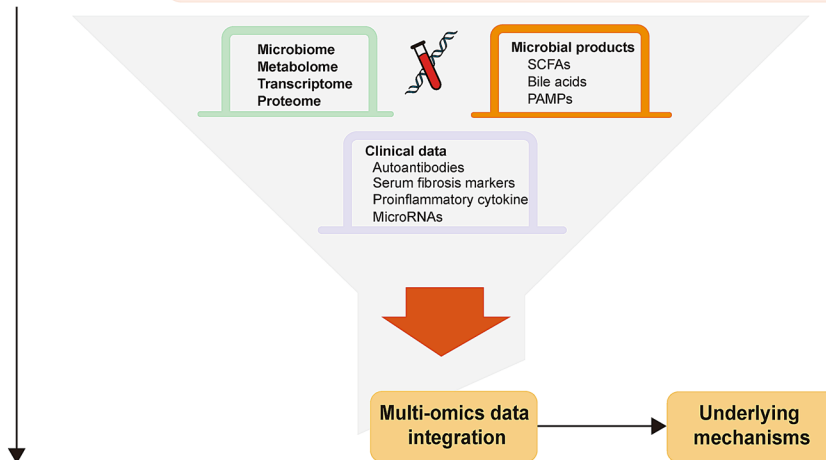 Microbiome
Metabolome
Transcriptome
Proteome
Microbial products
SCFAs
Bile acids
PAMPs
Clinical data
Autoantibodies
Serum fibrosis markers
Proinflammatory cytokine
MicroRNAs
Multi-omics data
integration
Underlying
mechanisms